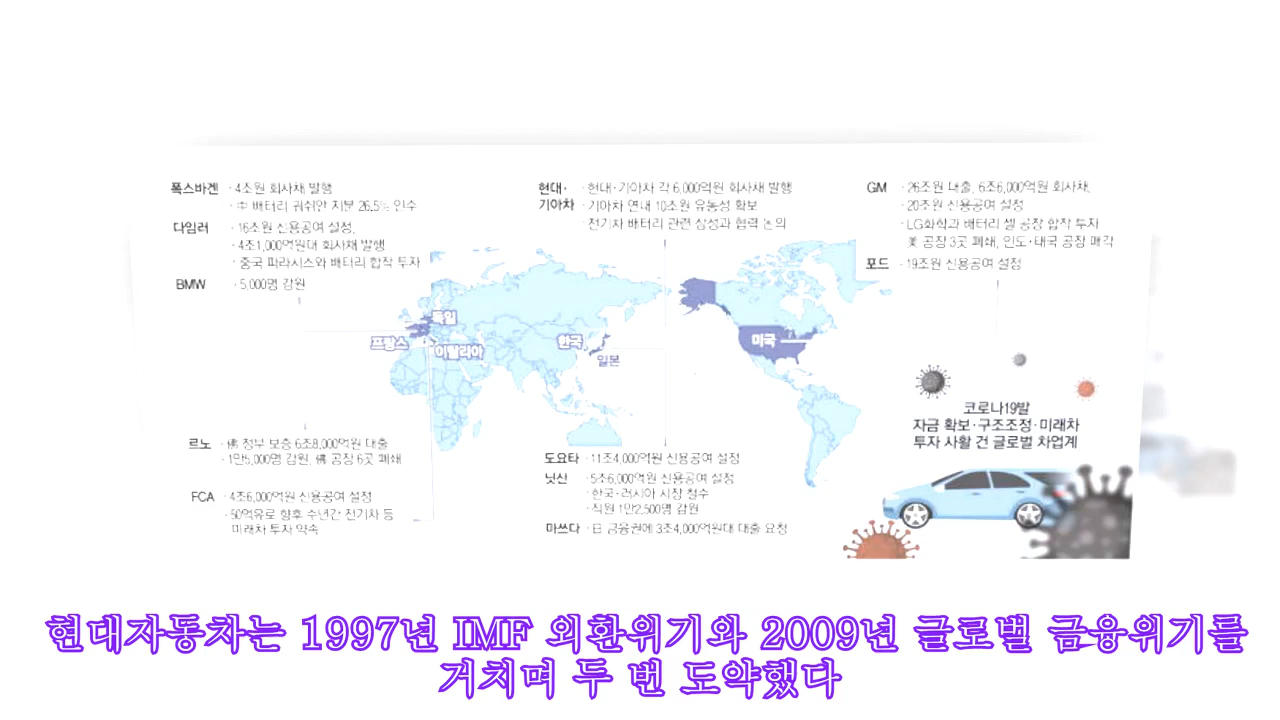 폭스바겐 · 4조원 회사채 발행
· 中 배터리 궈쉬안 지분 26.5% 인수
다임러 · 16조원 신용공여 설정,
· 4조1,000억원대 회사채 발행
· 중국 파라시스와 배터리 합작 투자
BMW · 5,000명 감원
현대· · 현대·기아차 각 6,000억원 회사채 발행
기아차 · 기아차 연내 10조원 유동성 확보
· 전기차 배터리 관련 삼성과 협력 논의
GM · 26조원 대출, 6조6,000억원 회사채,
· 20조원 신용공여 설정
· LG화학과 배터리 셀 공장 합작 투자
· 美 공장 3곳 폐쇄, 인도·태국 공장 매각
포드 · 19조원 신용공여 설정
독일
프랑스
이탈리아
한국
일본
미국
르노 · 佛 정부 보증 6조8,000억원 대출
· 1만5,000명 감원, 佛 공장 6곳 폐쇄
FCA · 4조6,000억원 신용공여 설정
· 50억유로 향후 수년간 전기차 등
미래차 투자 약속
도요타 · 11조4,000억원 신용공여 설정
닛산 · 5조6,000억원 신용공여 설정
· 한국·러시아 시장 철수
· 직원 1만2,500명 감원
마쓰다 · 日 금융권에 3조4,000억원대 대출 요청
코로나19발
자금 확보·구조조정·미래차
투자 사활 건 글로벌 차업계
현대자동차는 1997년 IMF 외환위기와 2009년 글로벌 금융위기를
거치며 두 번 도약했다